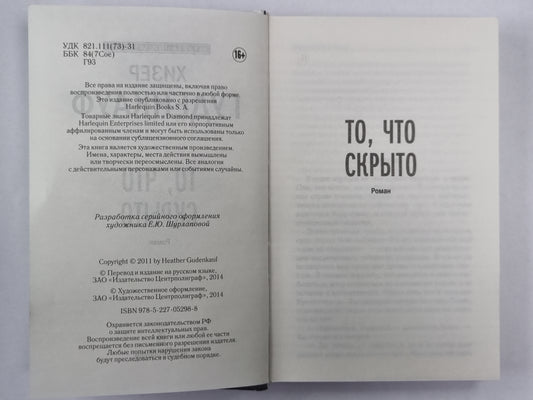 УДК 821.111(73)-31
ББК 84(7Сое)
Г93
16+
Все права на издание защищены, включая право
воспроизведения полностью или частично в любой форме.
Это издание опубликовано с разрешения
Harlequin Books S. A.
Товарные знаки Harlequin и Diamond принадлежат
Harlequin Enterprises limited или его корпоративным
аффилированным членам и могут быть использованы только
на основании сублицензионного соглашения.
Эта книга является художественным произведением.
Имена, характеры, места действия вымышлены
или творчески переосмыслены. Все аналогии
с действительными персонажами или событиями случайны.
Разработка серийного оформления
художника Е.Ю. Шурлаповой
Copyright © 2011 by Heather Gudenkauf
© Перевод и издание на русском языке,
ЗАО «Издательство Центрполиграф», 2014
© Художественное оформление,
ЗАО «Издательство Центрполиграф», 2014
ISBN 978-5-227-05298-8
Охраняется законодательством РФ
о защите интеллектуальных прав.
Воспроизведение всей книги или любой ее части
воспрещается без письменного разрешения издателя.
Любые попытки нарушения закона
будут преследоваться в судебном порядке.
ТО, ЧТО
СКРЫТО
Роман